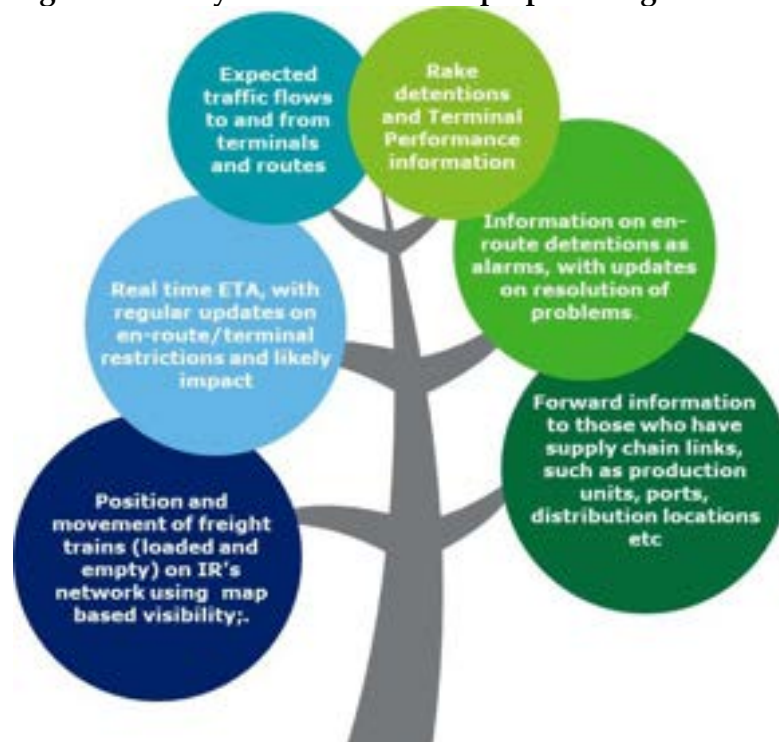 Expected
traffic flows
to and from
terminals
and routes
Rake
detentions
and Terminal
Performance
information
Information on en-
route detentions as
alarms, with updates
on resolution of
problems.
Real time ETA, with
regular updates on
en-route/terminal
restrictions and likely
impact
Forward information
to those who have
supply chain links,
such as production
units, ports,
distribution locations
etc
Position and
movement of freight
trains (loaded and
empty) on IR's
network using map
based visibility;.